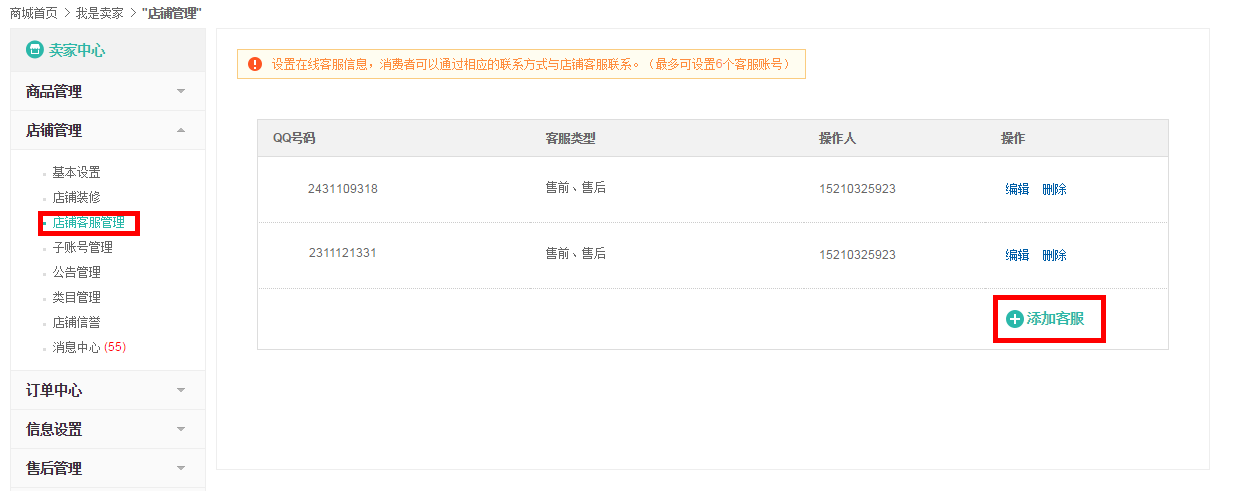 商城首页 > 我是卖家 > "店铺管理"
卖家中心
商品管理
店铺管理
基本设置
店铺装修
店铺客服管理
子账号管理
公告管理
类目管理
店铺信誉
消息中心 (55)
订单中心
信息设置
售后管理
设置在线客服信息，消费者可以通过相应的联系方式与店铺客服联系。（最多可设置6个客服账号）
QQ号码 客服类型 操作人 操作
2431109318 售前、售后 15210325923 编辑 删除
2311121331 售前、售后 15210325923 编辑 删除
添加客服